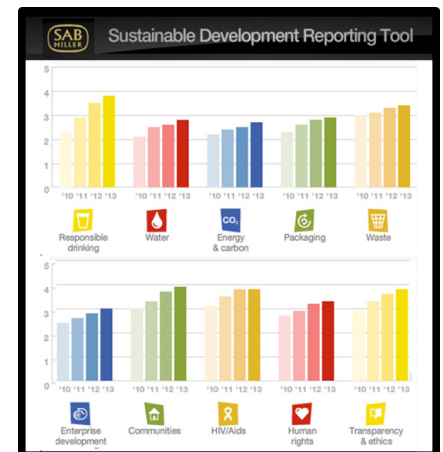 SAB
MILLER
Sustainable Development Reporting Tool
5
4
3
2
1
0
'10 '11 '12 '13 '10 '11 '12 '13 '10 '11 '12 '13 '10 '11 '12 '13 '10 '11 '12 '13
CO₂
Responsible drinking
Water
Energy & carbon
Packaging
Waste
5
4
3
2
1
0
'10 '11 '12 '13 '10 '11 '12 '13 '10 '11 '12 '13 '10 '11 '12 '13 '10 '11 '12 '13
Enterprise development
Communities
HIV/Aids
Human rights
Transparency & ethics